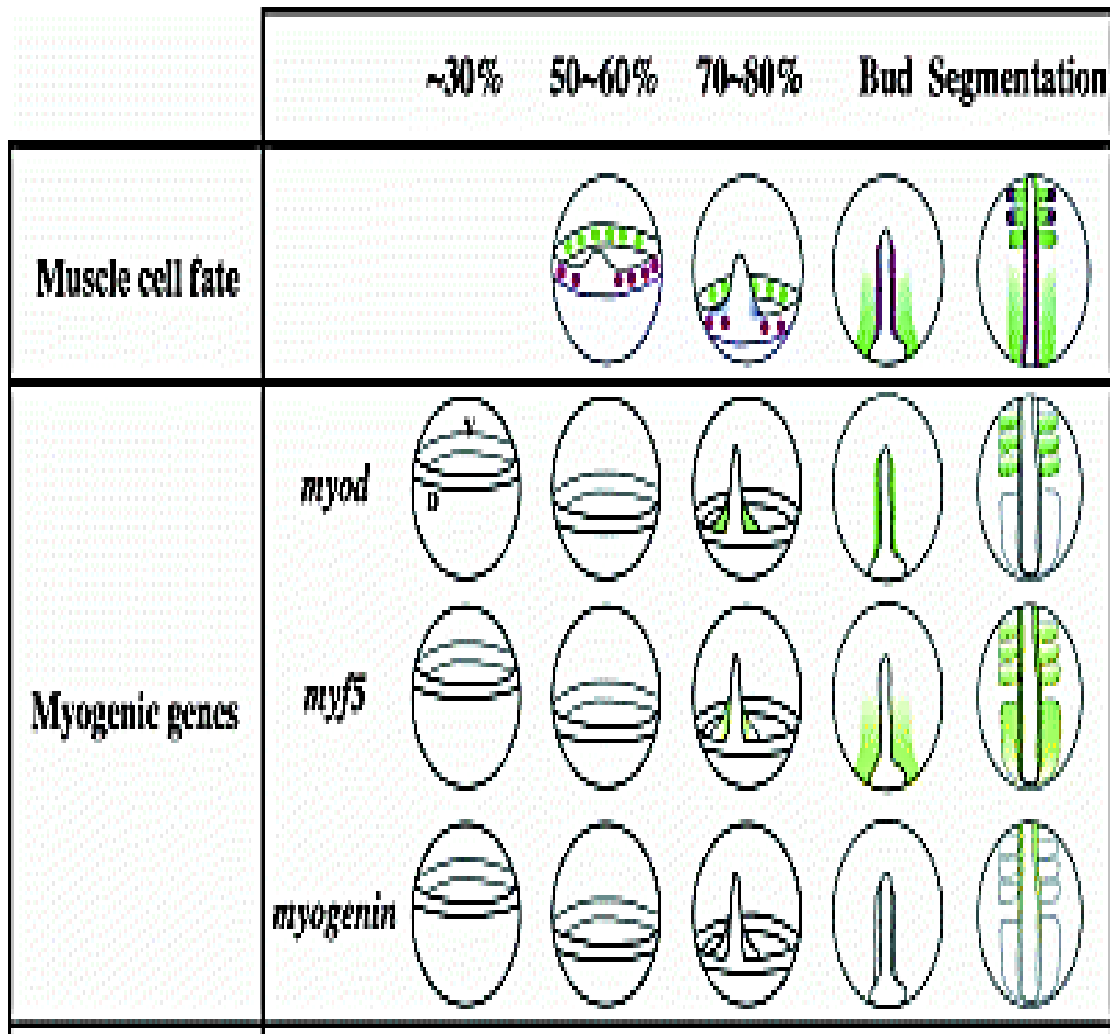 ~30% 50~60% 70~80% Bud Segmentation
Muscle cell fate
V
myod
D
myf5
Myogenic genes
myogenin